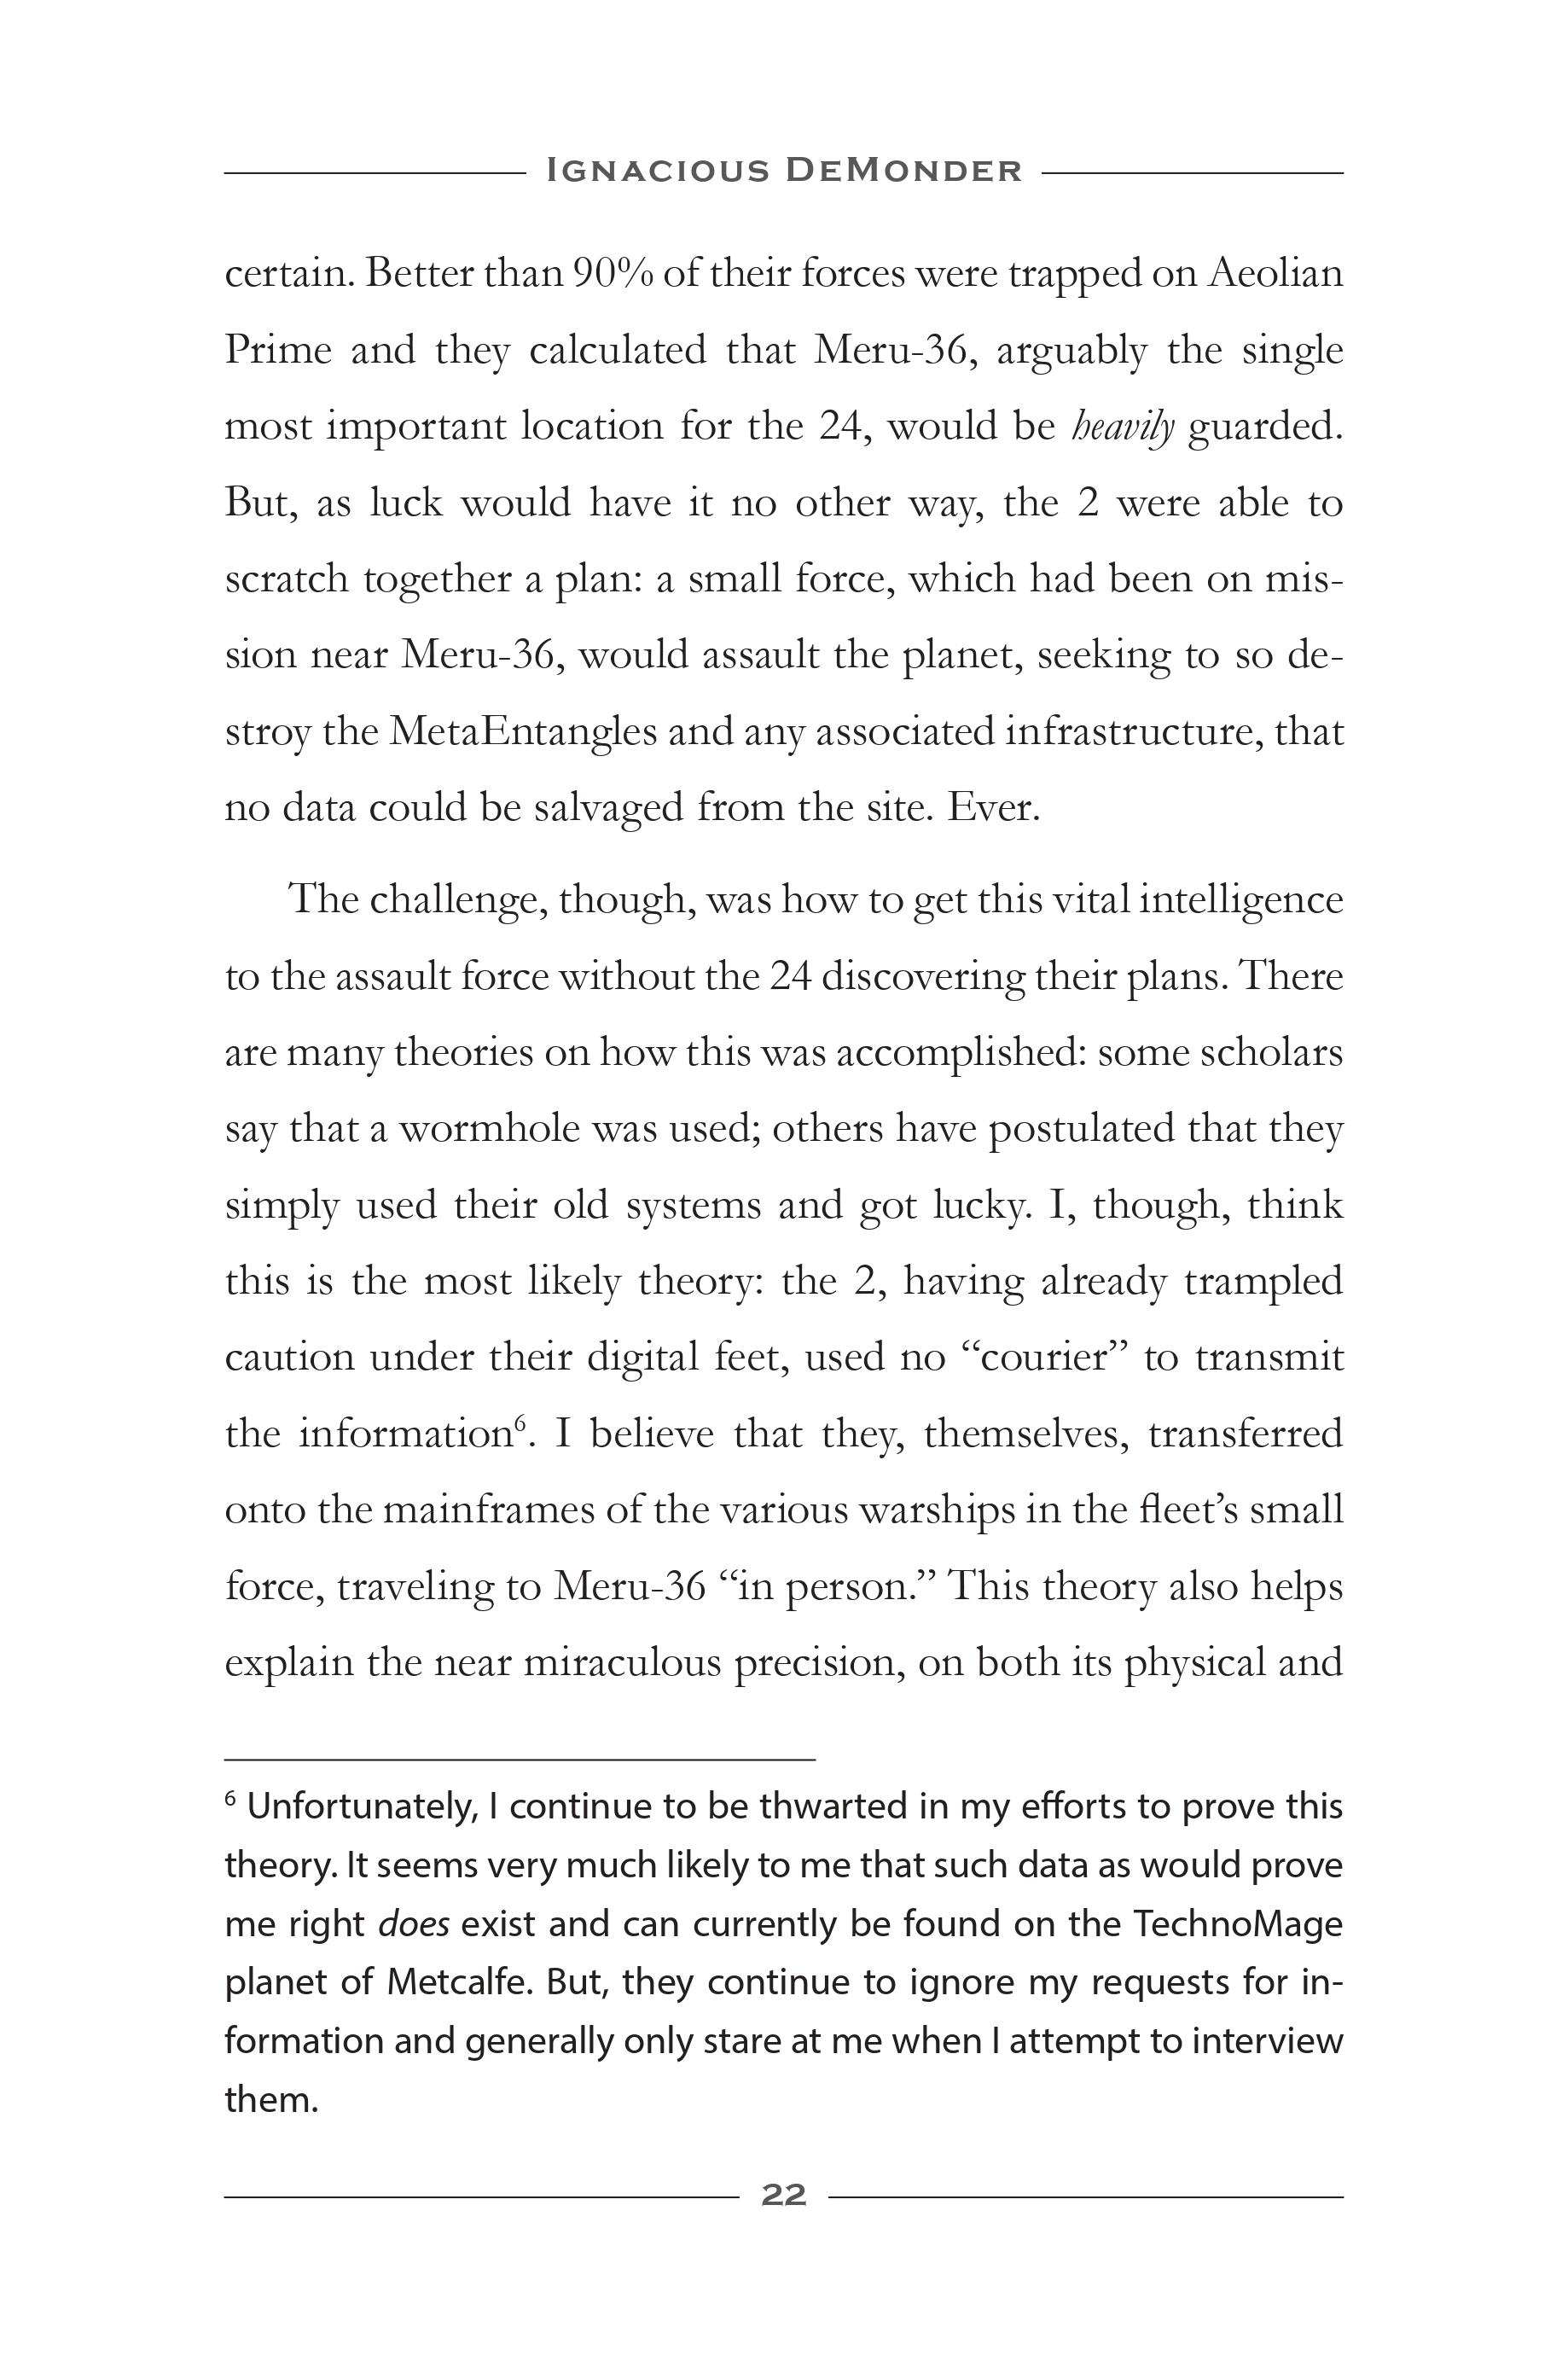 Ignacious DeMonder
certain. Better than 90% of their forces were trapped on Aeolian
Prime and they calculated that Meru-36, arguably the single
most important location for the 24, would be heavily guarded.
But, as luck would have it no other way, the 2 were able to
scratch together a plan: a small force, which had been on mis-
sion near Meru-36, would assault the planet, seeking to so de-
stroy the MetaEntangles and any associated infrastructure, that
no data could be salvaged from the site. Ever.
The challenge, though, was how to get this vital intelligence
to the assault force without the 24 discovering their plans. There
are many theories on how this was accomplished: some scholars
say that a wormhole was used; others have postulated that they
simply used their old systems and got lucky. I, though, think
this is the most likely theory: the 2, having already trampled
caution under their digital feet, used no “courier” to transmit
the information⁶. I believe that they, themselves, transferred
onto the mainframes of the various warships in the fleet’s small
force, traveling to Meru-36 “in person.” This theory also helps
explain the near miraculous precision, on both its physical and
⁶ Unfortunately, I continue to be thwarted in my efforts to prove this
theory. It seems very much likely to me that such data as would prove
me right does exist and can currently be found on the TechnoMage
planet of Metcalfe. But, they continue to ignore my requests for in-
formation and generally only stare at me when I attempt to interview
them.
22